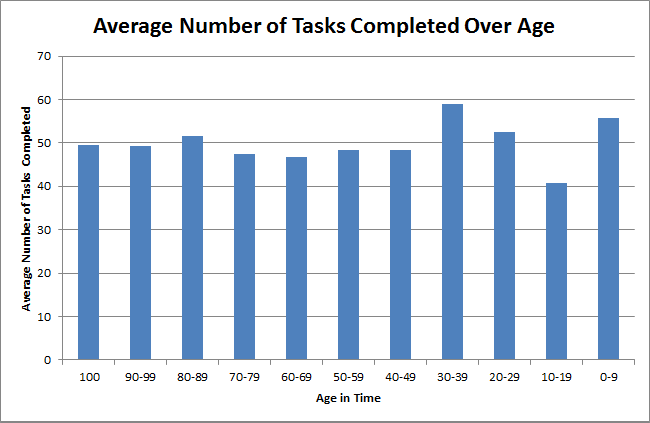 Average Number of Tasks Completed Over Age
Average Number of Tasks Completed
70
60
50
40
30
20
10
0
100 90-99 80-89 70-79 60-69 50-59 40-49 30-39 20-29 10-19 0-9
Age in Time